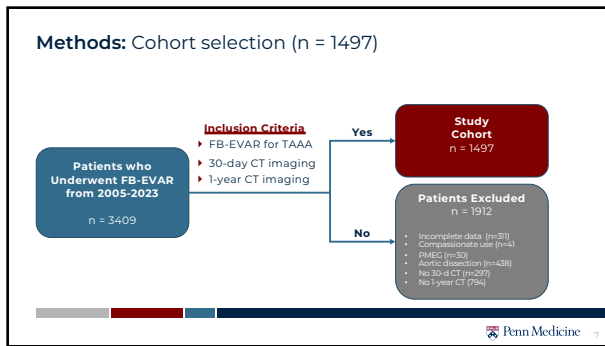 Methods: Cohort selection (n = 1497)
Patients who
Underwent FB-EVAR
from 2005-2023
n = 3409
Inclusion Criteria
FB-EVAR for TAAA
30-day CT imaging
1-year CT imaging
Yes
No
Study
Cohort
n = 1497
Patients Excluded
n = 1912
• Incomplete data (n=311)
• Compassionate use (n=41
• PMEG (n=30)
• Aortic dissection (n=438)
• No 30-d CT (n=297)
• No 1-year CT (794)
Penn Medicine
7